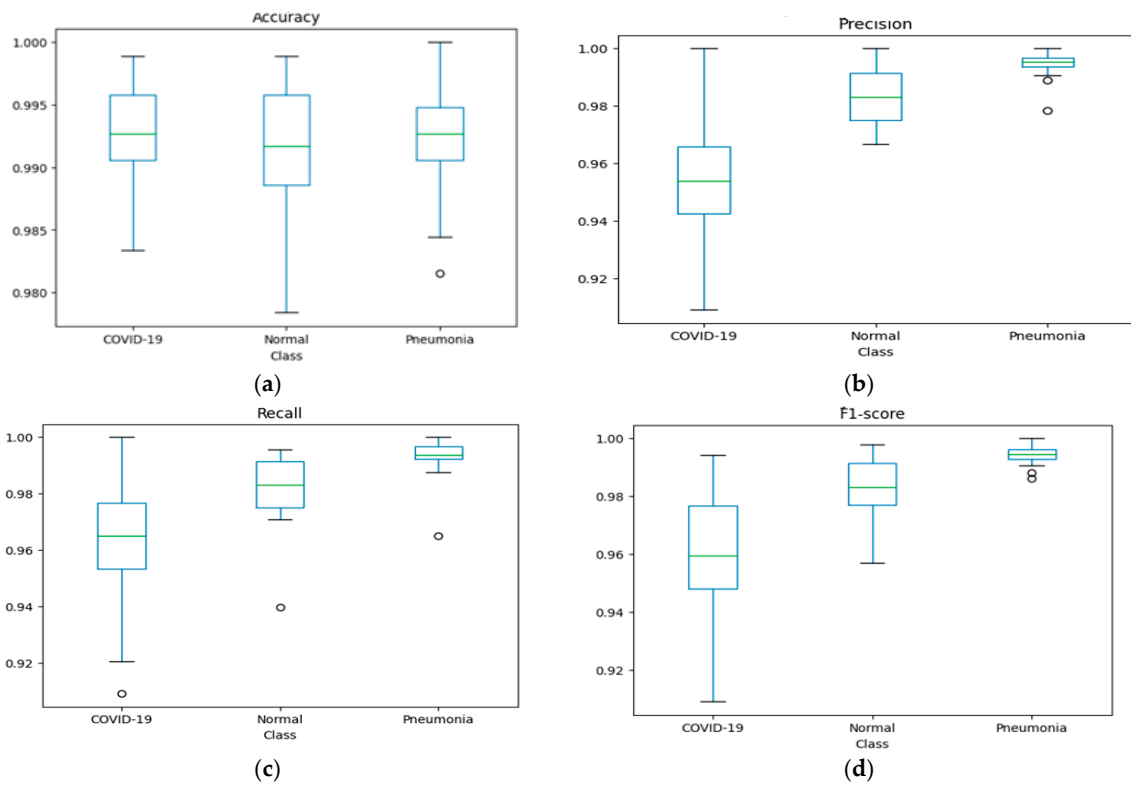 Accuracy
1.000
0.995
0.990
0.985
0.980
COVID-19 Normal Pneumonia
Class
(a)
Precision
1.00
0.98
0.96
0.94
0.92
COVID-19 Normal Pneumonia
Class
(b)
Recall
1.00
0.98
0.96
0.94
0.92
COVID-19 Normal Pneumonia
Class
(c)
F1-score
1.00
0.98
0.96
0.94
0.92
COVID-19 Normal Pneumonia
Class
(d)